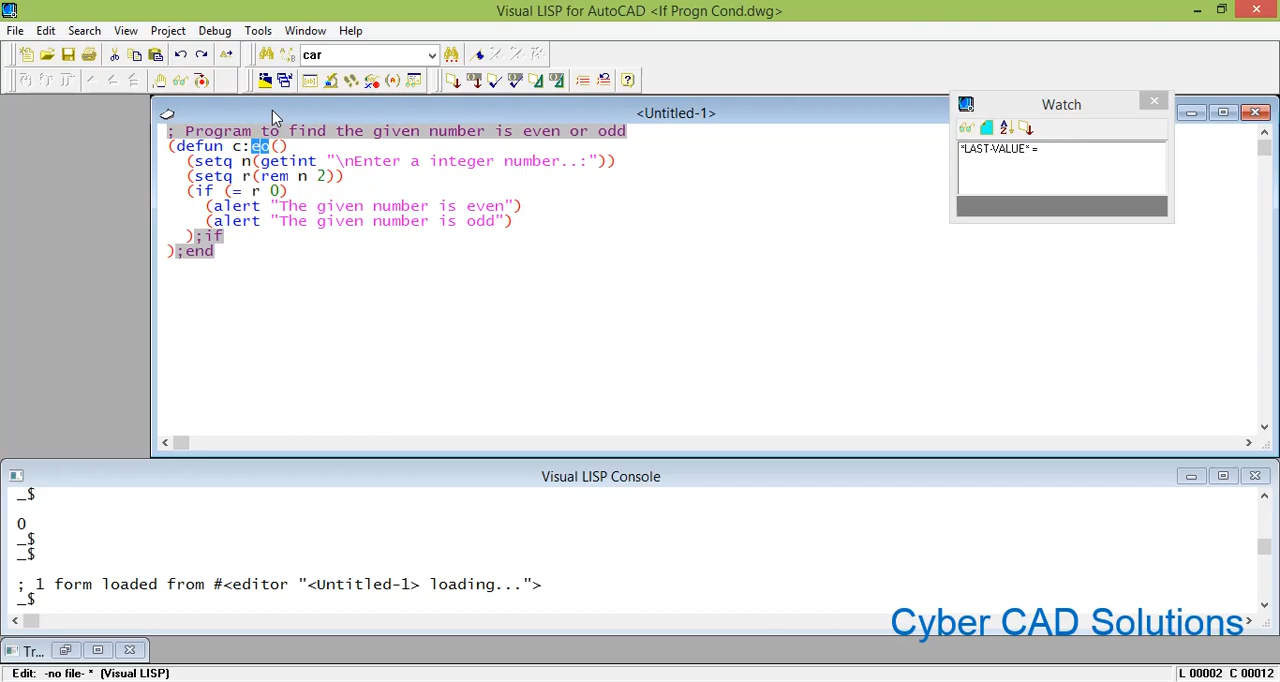 Visual LISP for AutoCAD <If Progn Cond.dwg>
File Edit Search View Project Debug Tools Window Help
car
<Untitled-1>
; Program to find the given number is even or odd
(defun c:eo()
(setq n(getint "\nEnter a integer number..:"))
(setq r(rem n 2))
(if (= r 0)
(alert "The given number is even")
(alert "The given number is odd")
);if
);end
Watch
*LAST-VALUE* =
Visual LISP Console
_$
0
_$
_$
; 1 form loaded from #<editor "<Untitled-1> loading...">
_$
Cyber CAD Solutions
Tr...
Edit: -no file- * (Visual LISP)
L 00002 C 00012